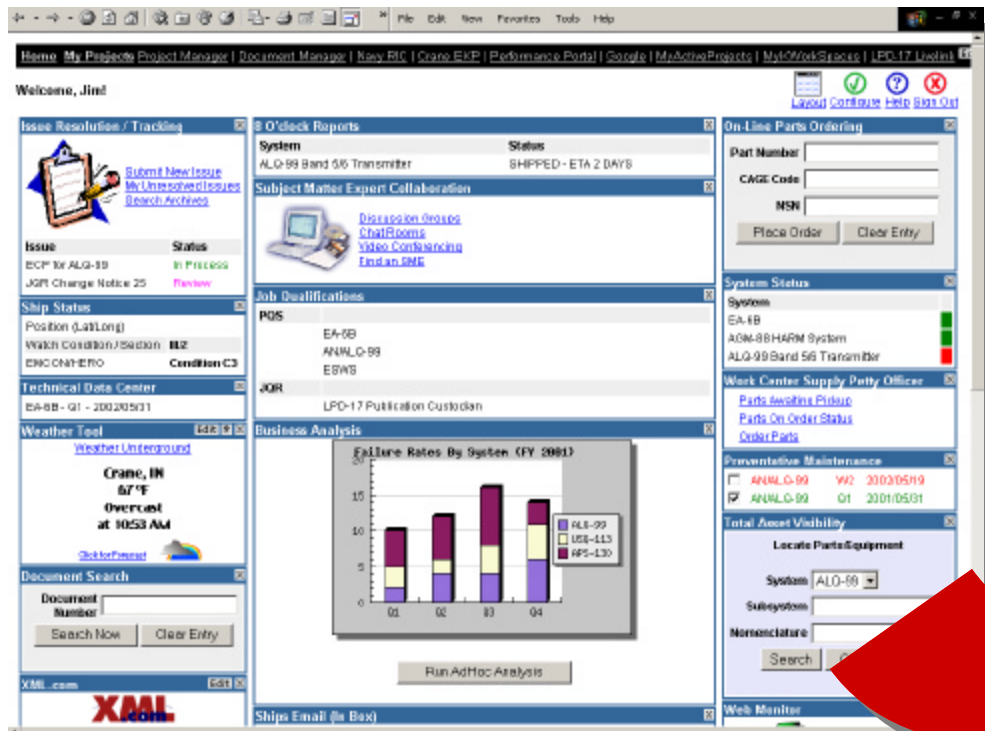 File Edit View Favorites Tools Help
Home My Projects Project Manager | Document Manager | Navy RIC | Crane EKP | Performance Portal | Google | MyActiveProjects | MyIQWorkSpaces | LPD-17 Livelink
Welcome, Jim!
Layout Configure Help Sign Out
Issue Resolution / Tracking
Submit New Issue
My Unresolved Issues
Search Archives
Issue Status
ECP for ALQ-99 In Process
JQR Change Notice 25 Review
Ship Status
Position (Lat/Long)
Watch Condition / Section III/2
EMCON/HERO Condition C3
Technical Data Center
EA-6B - Q1 - 2002/05/31
Weather Tool Edit
Weather Underground
Crane, IN
67 °F
Overcast
at 10:53 AM
Click for Forecast
Document Search
Document
Number
Search Now Clear Entry
XML.com Edit
XML.com
8 O'clock Reports
System Status
ALQ-99 Band 5/6 Transmitter SHIPPED - ETA 2 DAYS
Subject Matter Expert Collaboration
Discussion Groups
Chat Rooms
Video Conferencing
Find an SME
Job Qualifications
PQS
EA-6B
AN/ALQ-99
ESWS
JQR
LPD-17 Publication Custodian
Business Analysis
Failure Rates By System (FY 2001)
20
15
10
5
0
Q1 Q2 Q3 Q4
ALQ-99
USQ-113
APS-130
Run AdHoc Analysis
Ships Email (In Box)
On-Line Parts Ordering
Part Number
CAGE Code
NSN
Place Order Clear Entry
System Status
System
EA-6B
AGM-88 HARM System
ALQ-99 Band 5/6 Transmitter
Work Center Supply Petty Officer
Parts Awaiting Pickup
Parts On Order Status
Order Parts
Preventative Maintenance
AN/ALQ-99 W2 2002/05/19
AN/ALQ-99 Q1 2001/05/31
Total Asset Visibility
Locate Parts/Equipment
System ALQ-99
Subsystem
Nomenclature
Search
Web Monitor